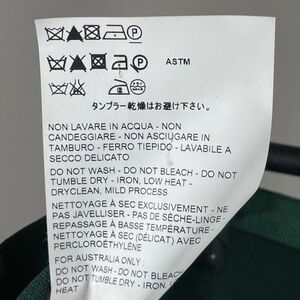 P
ASTM
タンブラー乾燥はお避け下さい。
NON LAVARE IN ACQUA - NON
CANDEGGIARE - NON ASCIUGARE IN
TAMBURO - FERRO TIEPIDO - LAVABILE A
SECCO DELICATO
DO NOT WASH - DO NOT BLEACH - DO
NOT TUMBLE DRY - IRON, LOW HEAT -
DRYCLEAN, MILD PROCESS
NETTOYAGE À SEC EXCLUSIVEMENT - NE
PAS JAVELLISER - PAS DE SÈCHE-LINGE -
REPASSAGE À BASSE TEMPÉRATURE -
NETTOYAGE À SEC (DÉLICAT) AVEC
PERCLOROÉTHYLÈNE
FOR AUSTRALIA ONLY :
DO NOT WASH - DO NOT BLEACH
DO NOT TUMBLE DRY - IRON,
HEAT